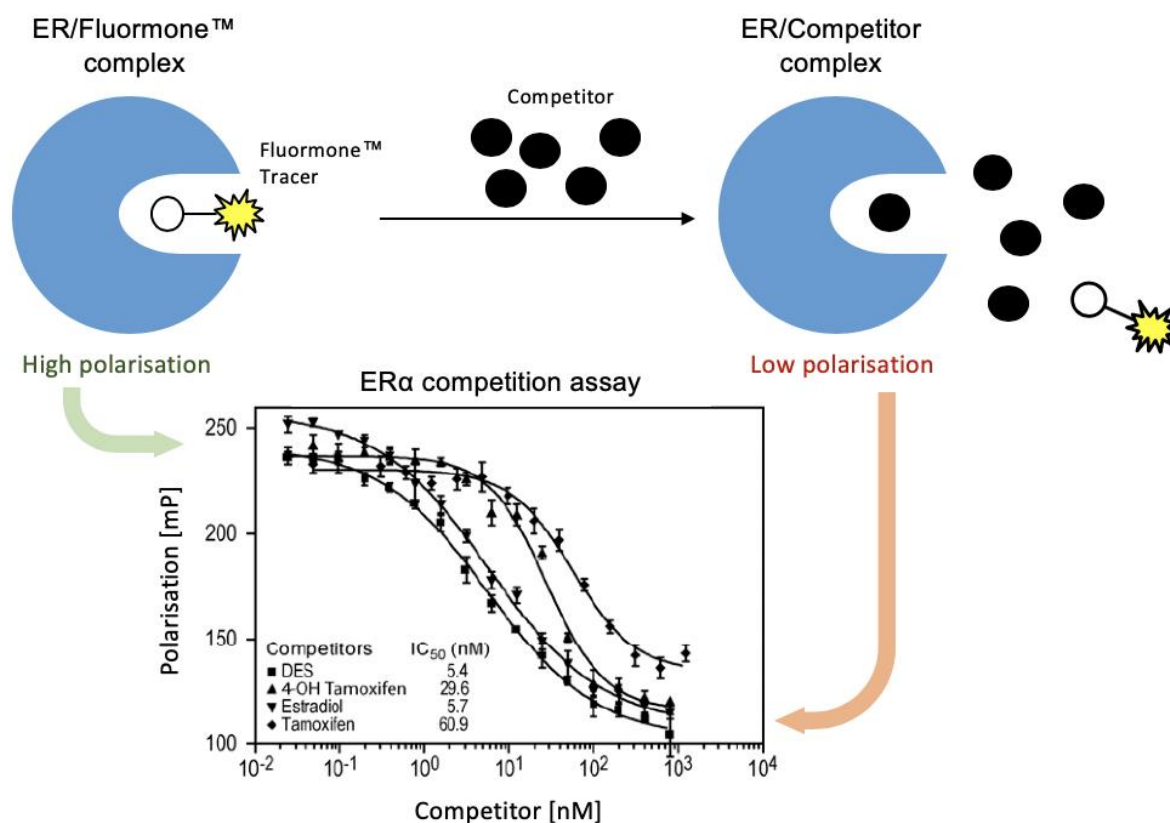 ER/Fluormone™
complex
ER/Competitor
complex
Competitor
Fluormone™
Tracer
High polarisation
Low polarisation
ERα competition assay
Polarisation [mP]
250
200
150
100
Competitors IC50 (nM)
■ DES 5.4
▲ 4-OH Tamoxifen 29.6
▼ Estradiol 5.7
◆ Tamoxifen 60.9
10-2 10-1 100 101 102 103 104
Competitor [nM]